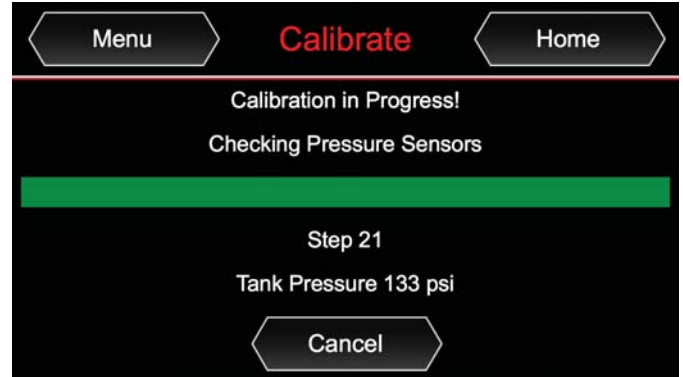 Menu
Calibrate
Home
Calibration in Progress!
Checking Pressure Sensors
Step 21
Tank Pressure 133 psi
Cancel